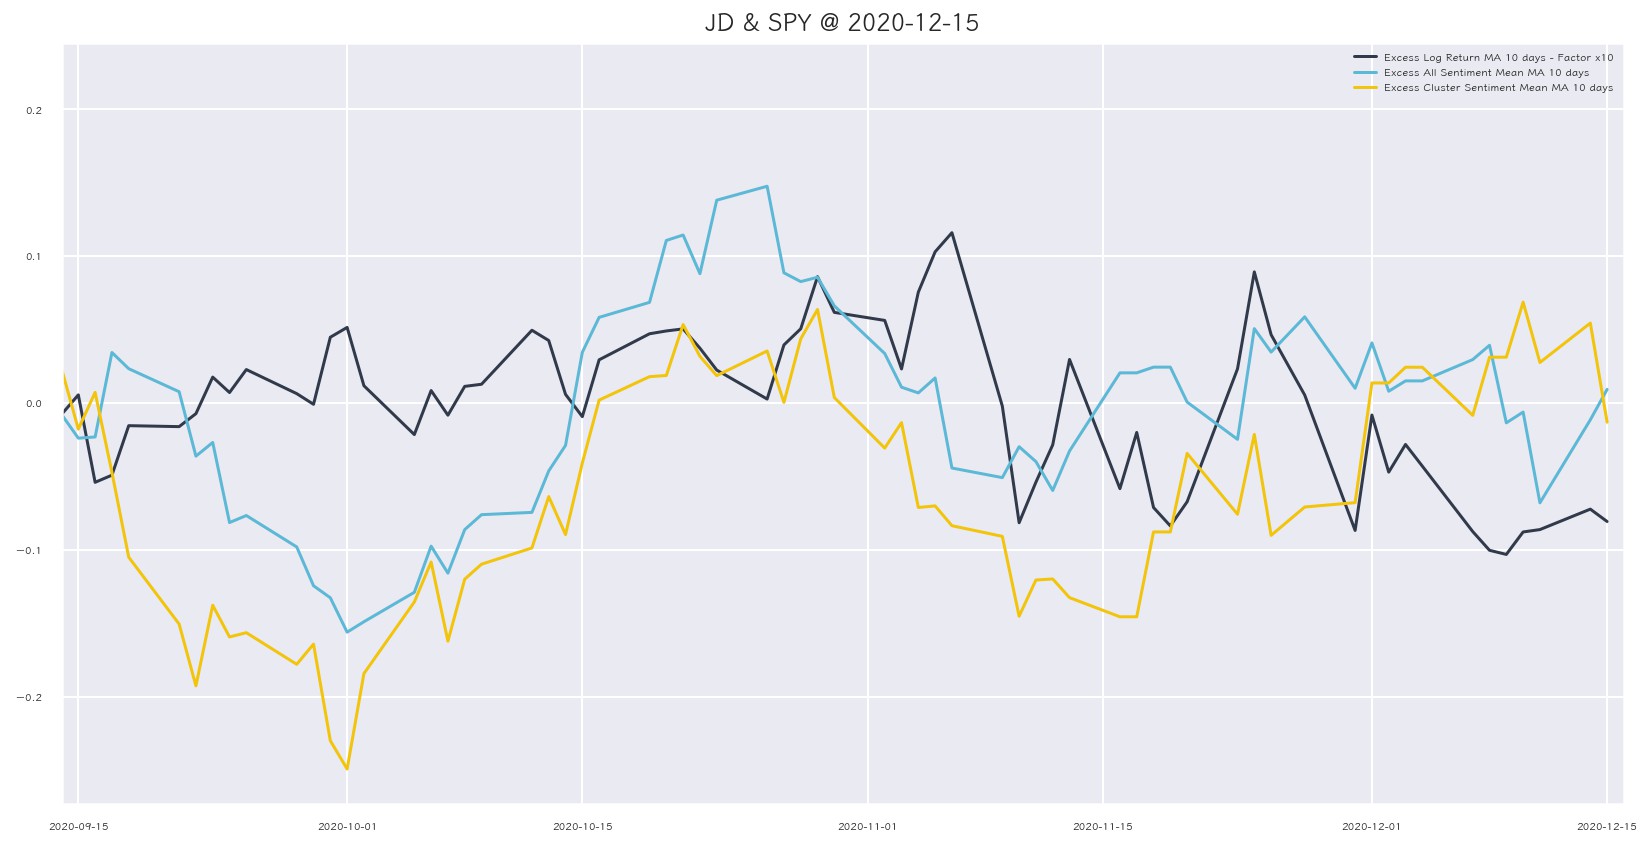 JD & SPY @ 2020-12-15
Excess Log Return MA 10 days - Factor x10
Excess All Sentiment Mean MA 10 days
Excess Cluster Sentiment Mean MA 10 days
0.2
0.1
0.0
−0.1
−0.2
2020-09-15 2020-10-01 2020-10-15 2020-11-01 2020-11-15 2020-12-01 2020-12-15